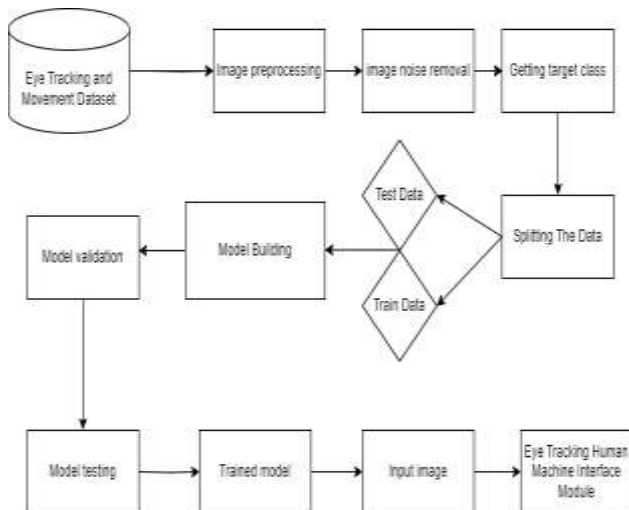 Eye Tracking and
Movement Dataset
Image preprocessing
image noise removal
Getting target class
Splitting The Data
Test Data
Train Data
Model Building
Model validation
Model testing
Trained model
Input image
Eye Tracking Human
Machine Interface
Module